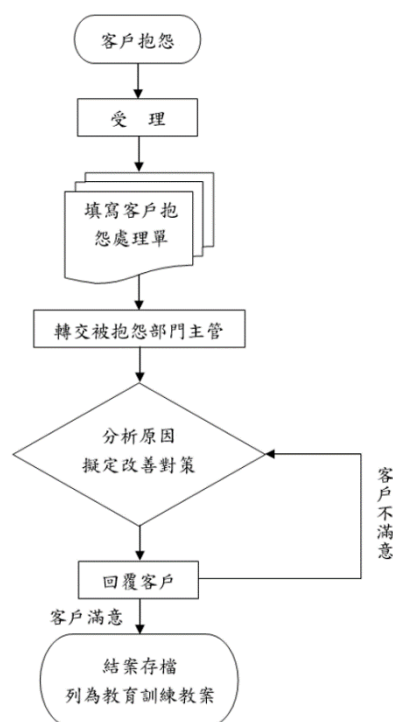 客戶抱怨
受 理
填寫客戶抱
怨處理單
轉交被抱怨部門主管
分析原因
擬定改善對策
客戶不滿意
回覆客戶
客戶滿意
結案存檔
列為教育訓練教案